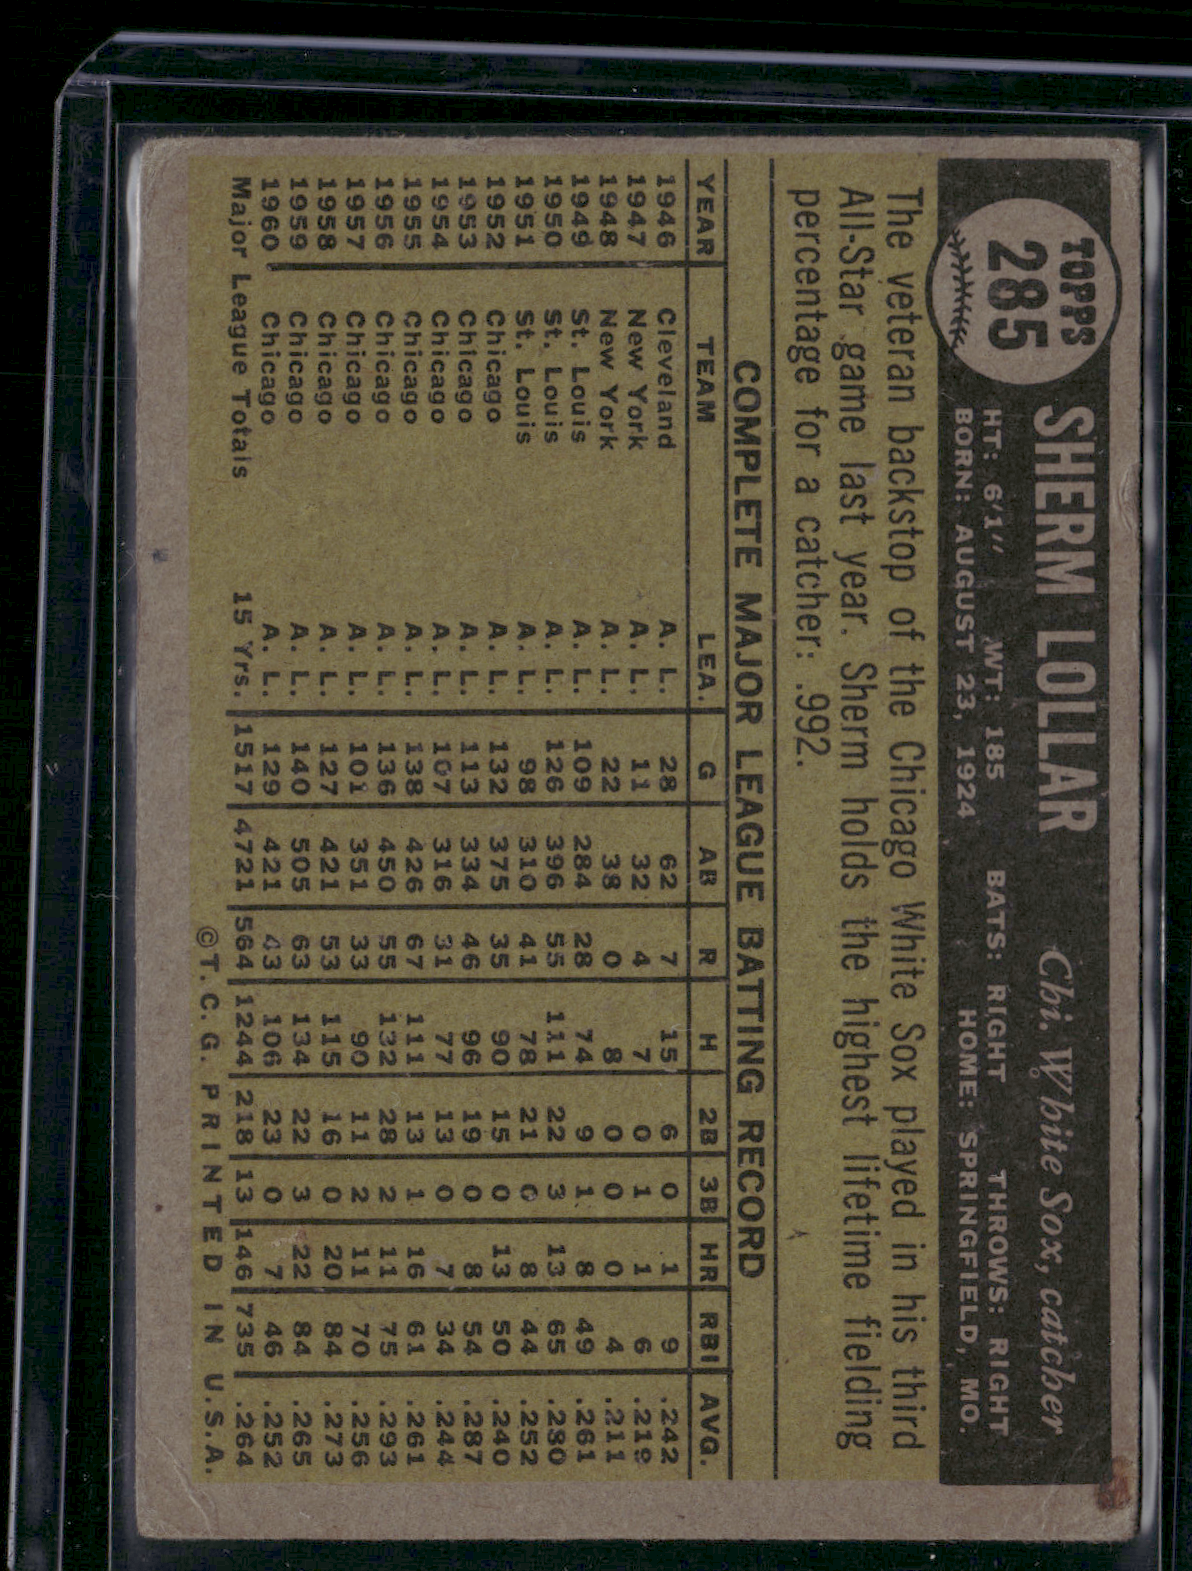 TOPPS
285
SHERM LOLLAR Chi. White Sox, catcher
HT: 6'1" WT: 185 BATS: RIGHT THROWS: RIGHT
BORN: AUGUST 23, 1924 HOME: SPRINGFIELD, MO.
The veteran backstop of the Chicago White Sox played in his third
All-Star game last year. Sherm holds the highest lifetime fielding
percentage for a catcher: .992.
COMPLETE MAJOR LEAGUE BATTING RECORD
YEAR TEAM LEA. G AB R H 2B 3B HR RBI AVG.
1946 Cleveland A. L. 28 62 7 15 6 0 1 9 .242
1947 New York A. L. 11 32 4 7 0 1 1 6 .219
1948 New York A. L. 22 38 0 8 0 0 0 4 .211
1949 St. Louis A. L. 109 284 28 74 9 1 8 49 .261
1950 St. Louis A. L. 126 396 55 111 22 3 13 65 .280
1951 St. Louis A. L. 98 310 41 78 21 0 8 44 .252
1952 Chicago A. L. 132 375 35 90 15 0 13 50 .240
1953 Chicago A. L. 113 334 46 96 19 0 8 54 .287
1954 Chicago A. L. 107 316 31 77 13 0 7 34 .244
1955 Chicago A. L. 138 426 67 111 13 1 16 61 .261
1956 Chicago A. L. 136 450 55 132 28 2 11 75 .293
1957 Chicago A. L. 101 351 33 90 11 2 11 70 .256
1958 Chicago A. L. 127 421 53 115 16 0 20 84 .273
1959 Chicago A. L. 140 505 63 134 22 3 22 84 .265
1960 Chicago A. L. 129 421 43 106 23 0 7 46 .252
Major League Totals 15 Yrs. 1517 4721 564 1244 218 13 146 735 .264
©T.C.G. PRINTED IN U.S.A.